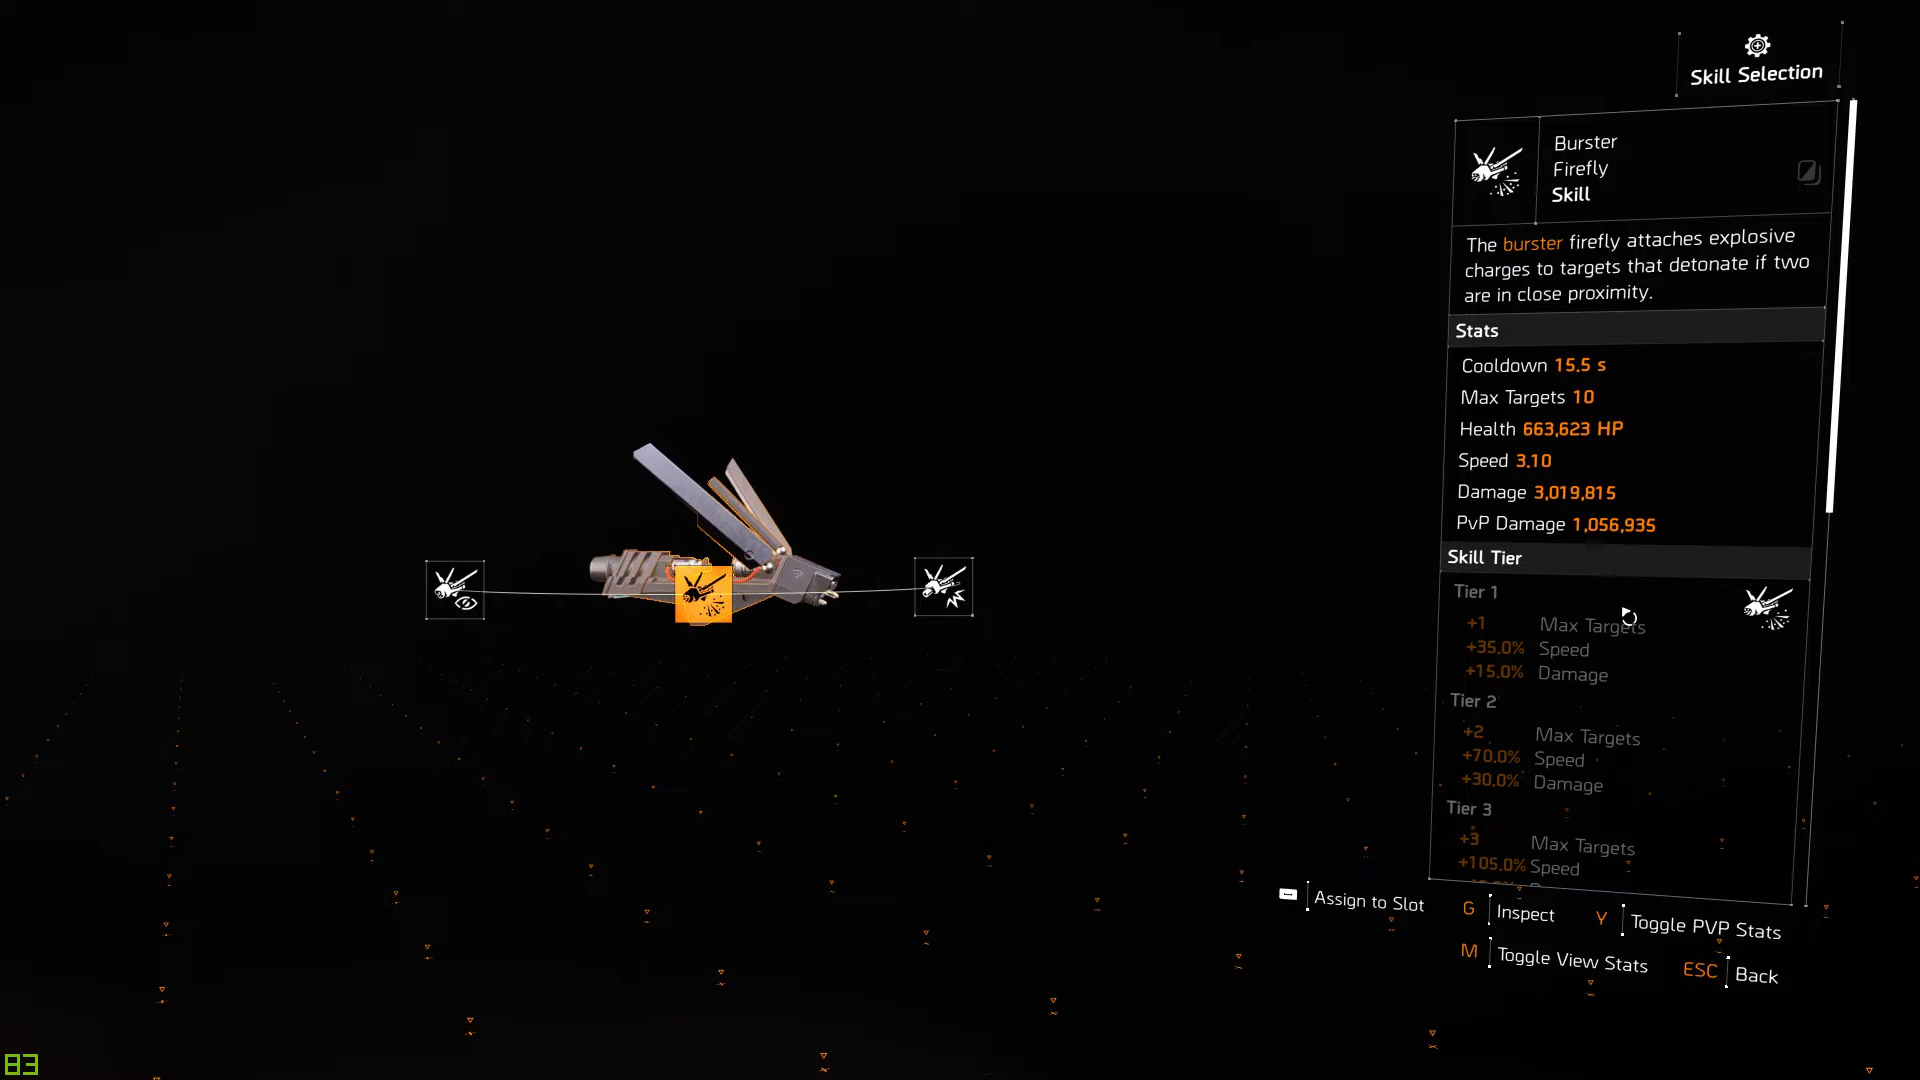 Skill Selection
Burster
Firefly
Skill
The burster firefly attaches explosive
charges to targets that detonate if two
are in close proximity.
Stats
Cooldown 15.5 s
Max Targets 10
Health 663,623 HP
Speed 3.10
Damage 3,019,815
PvP Damage 1,056,935
Skill Tier
Tier 1
+1 Max Targets
+35.0% Speed
+15.0% Damage
Tier 2
+2 Max Targets
+70.0% Speed
+30.0% Damage
Tier 3
+3 Max Targets
+105.0% Speed
Assign to Slot
G Inspect
Y Toggle PVP Stats
M Toggle View Stats
ESC Back
83